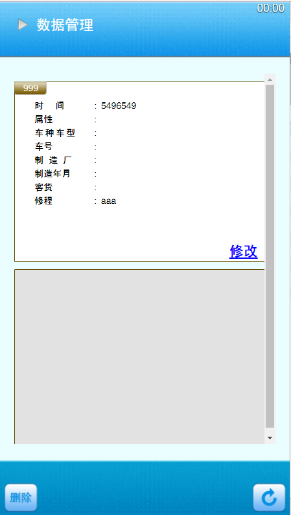 00:00
数据管理
999
时 间 : 5496549
属性 :
车种车型 :
车号 :
制 造 厂 :
制造年月 :
客货 :
修程 : aaa
修改
删除